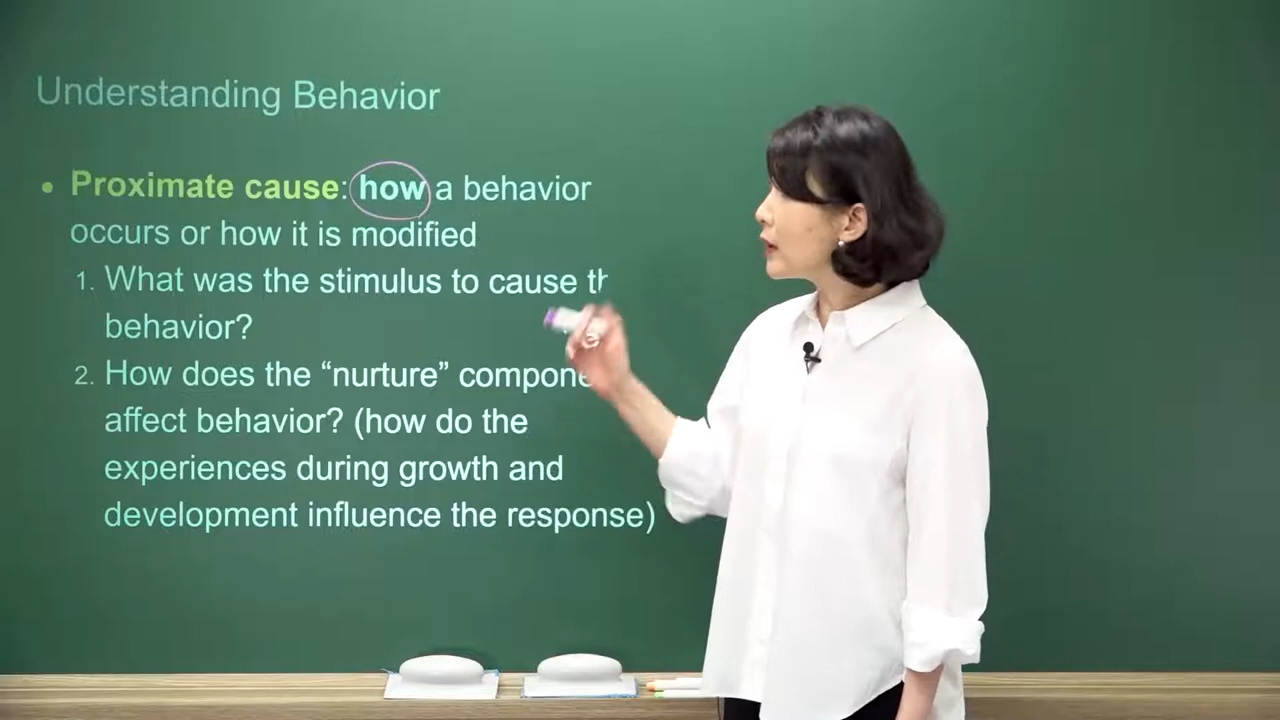 Understanding Behavior
• Proximate cause: how a behavior
occurs or how it is modified
1. What was the stimulus to cause
behavior?
2. How does the “nurture”
affect behavior? (how do the
experiences during growth and
development influence the response)